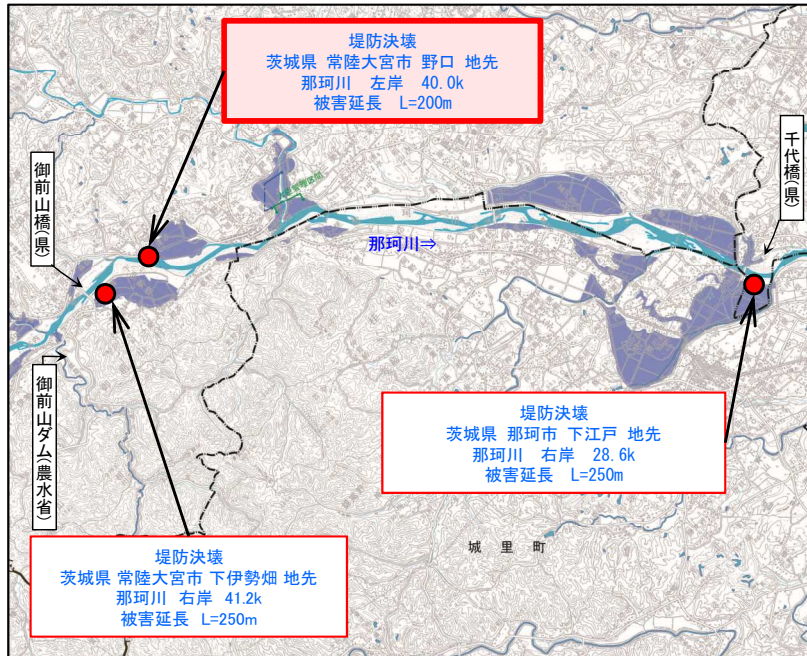 堤防決壊
茨城県 常陸大宮市 野口 地先
那珂川 左岸 40.0k
被害延長 L=200m
千代橋(県)
御前山橋(県)
那珂川⇒
御前山ダム(農水省)
堤防決壊
茨城県 那珂市 下江戸 地先
那珂川 右岸 28.6k
被害延長 L=250m
城里町
堤防決壊
茨城県 常陸大宮市 下伊勢畑 地先
那珂川 右岸 41.2k
被害延長 L=250m